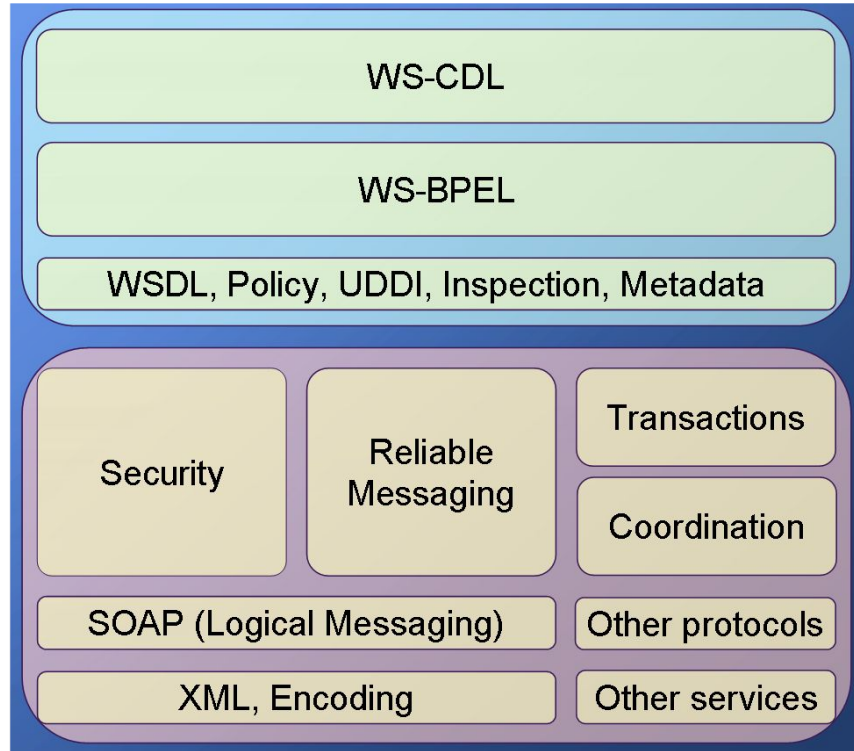 WS-CDL
WS-BPEL
WSDL, Policy, UDDI, Inspection, Metadata
Security
Reliable
Messaging
Transactions
Coordination
SOAP (Logical Messaging)
Other protocols
XML, Encoding
Other services